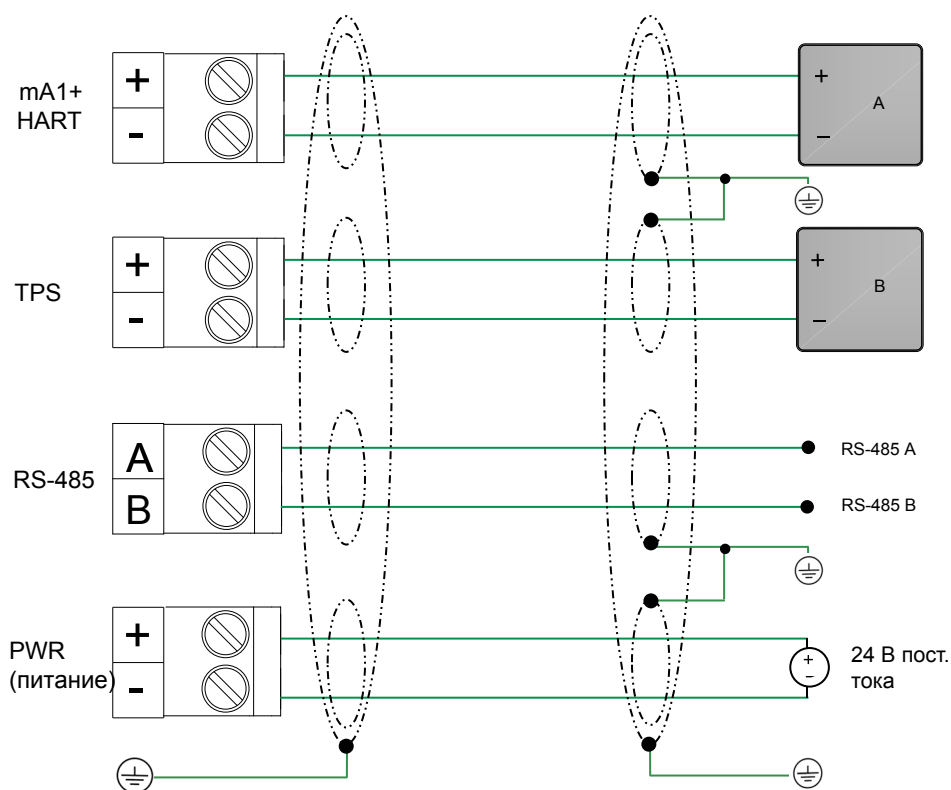 mA1+
HART
+
-
+
–
A
TPS
+
-
+
–
B
RS-485
A
B
RS-485 A
RS-485 B
PWR
(питание)
+
-
+
–
24 В пост.
тока